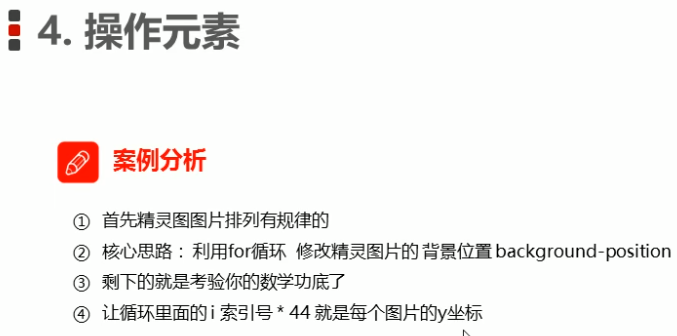 4. 操作元素
案例分析
① 首先精灵图图片排列有规律的
② 核心思路： 利用for循环 修改精灵图片的 背景位置 background-position
③ 剩下的就是考验你的数学功底了
④ 让循环里面的 i 索引号 * 44 就是每个图片的y坐标